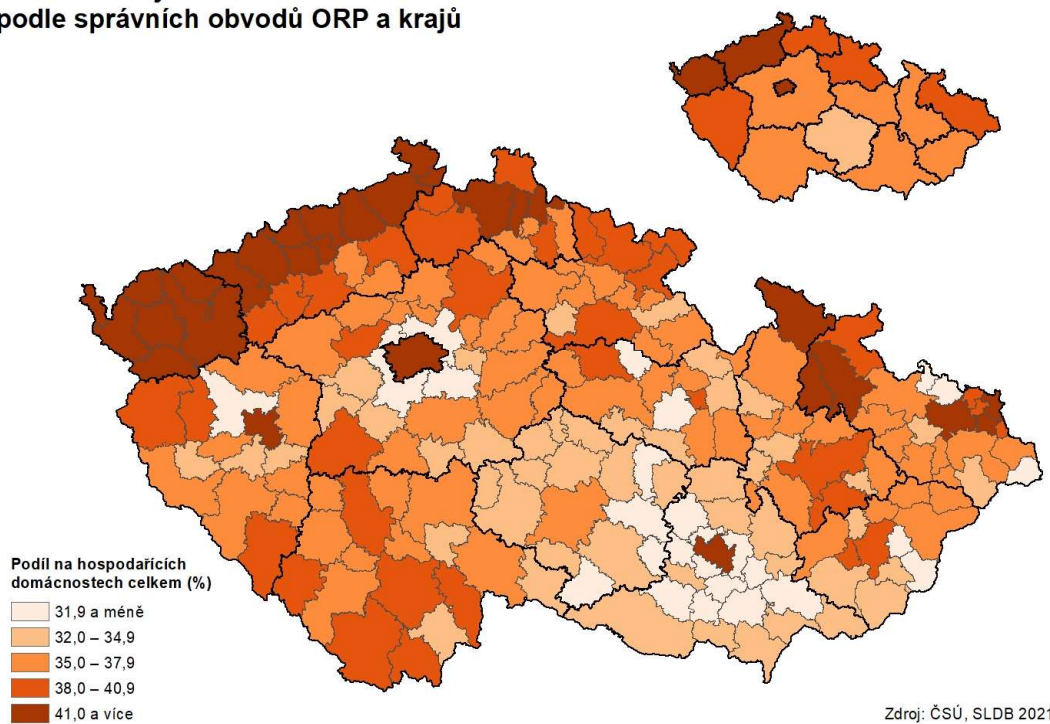 podle správních obvodů ORP a krajů
Podíl na hospodařících
domácnostech celkem (%)
31,9 a méně
32,0 – 34,9
35,0 – 37,9
38,0 – 40,9
41,0 a více
Zdroj: ČSÚ, SLDB 2021